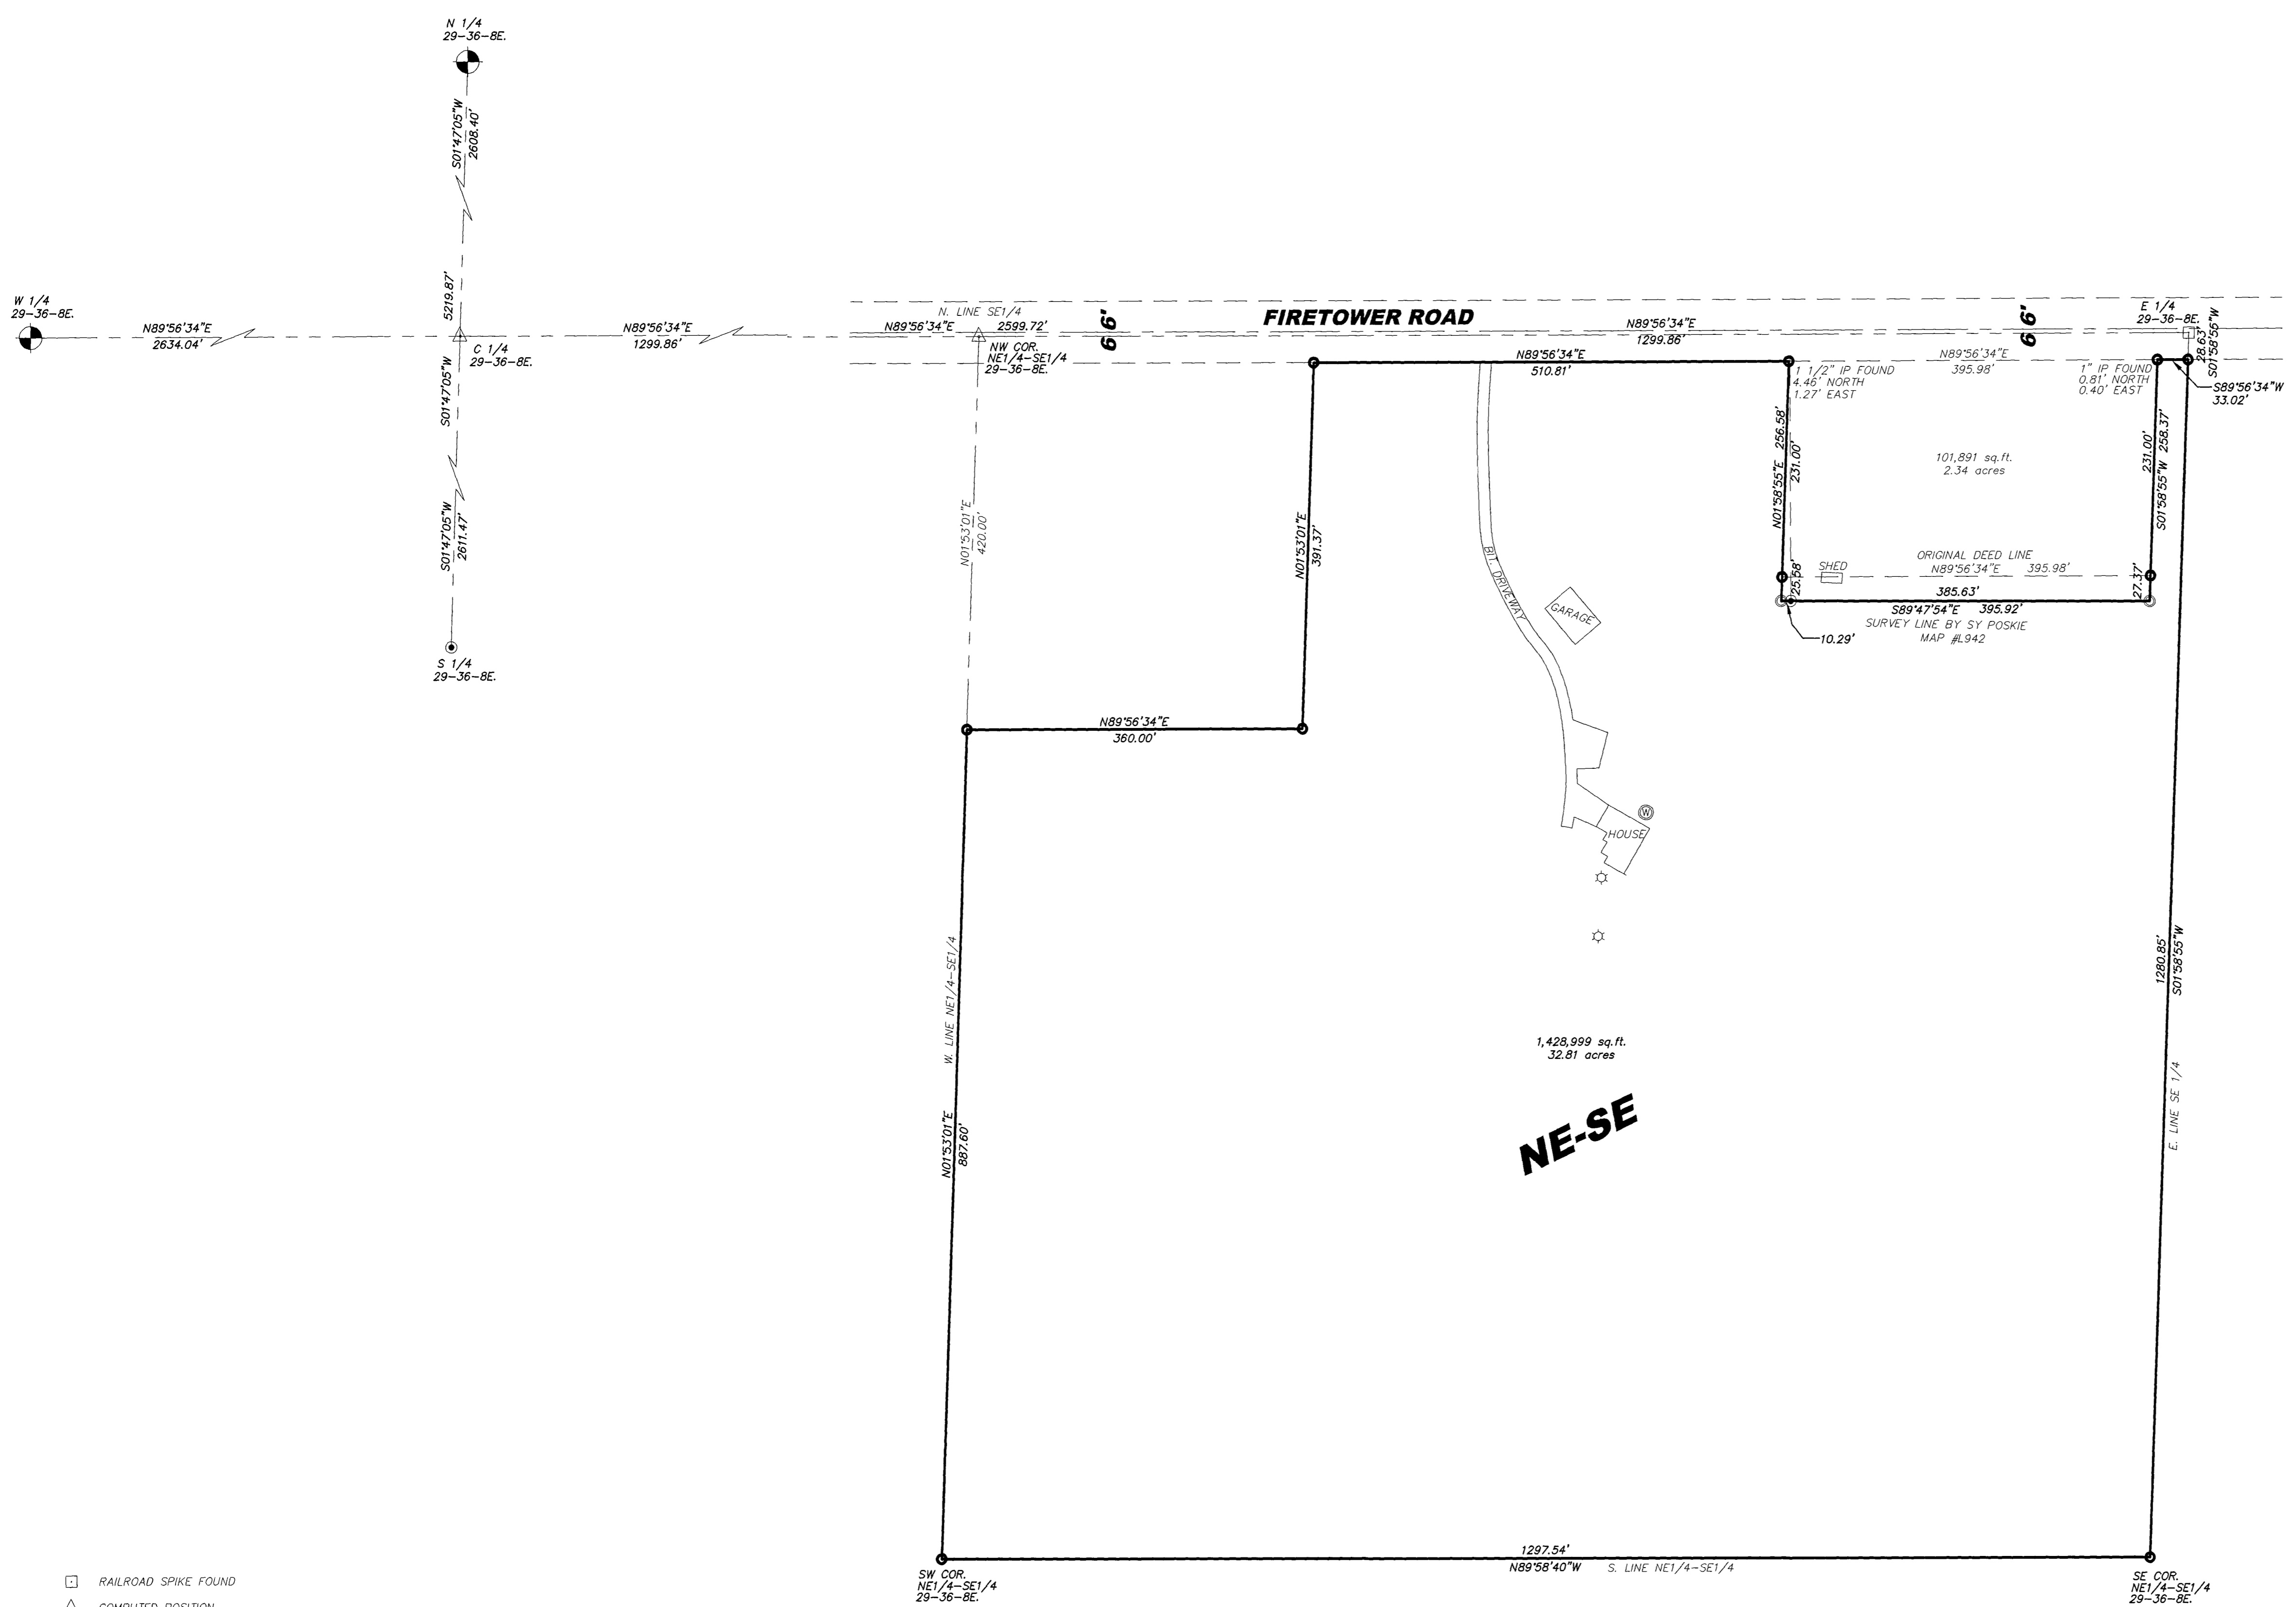 N 1/4
29-36-8E.
S01°47'05"W
2608.40'
5219.87'
W 1/4
29-36-8E.
N89°56'34"E
2634.04'
C 1/4
29-36-8E.
N89°56'34"E
1299.86'
S01°47'05"W
S01°47'05"W
2611.47'
S 1/4
29-36-8E.
N. LINE SE1/4
N89°56'34"E 2599.72'
NW COR.
NE1/4-SE1/4
29-36-8E.
66'
FIRETOWER ROAD
N89°56'34"E
1299.86'
66'
E 1/4
29-36-8E.
28.63'
S01°58'55"W
S89°56'34"W
33.02'
N89°56'34"E
510.81'
1 1/2" IP FOUND
4.46' NORTH
1.27' EAST
N89°56'34"E
395.98'
1" IP FOUND
0.81' NORTH
0.40' EAST
N01°53'01"E
420.00'
N01°53'01"E
391.37'
N01°58'55"E 256.58'
231.00'
25.58'
101,891 sq.ft.
2.34 acres
231.00'
S01°58'55"W 258.37'
27.37'
BIT. DRIVEWAY
GARAGE
SHED
ORIGINAL DEED LINE
N89°56'34"E 395.98'
385.63'
S89°47'54"E 395.92'
SURVEY LINE BY SY POSKIE
MAP #L942
10.29'
N89°56'34"E
360.00'
W
HOUSE
W. LINE NE1/4-SE1/4
N01°53'01"E
887.60'
1280.85'
S01°58'55"W
E. LINE SE 1/4
1,428,999 sq.ft.
32.81 acres
NE-SE
1297.54'
N89°58'40"W S. LINE NE1/4-SE1/4
SW COR.
NE1/4-SE1/4
29-36-8E.
SE COR.
NE1/4-SE1/4
29-36-8E.
RAILROAD SPIKE FOUND
COMPUTED POSITION